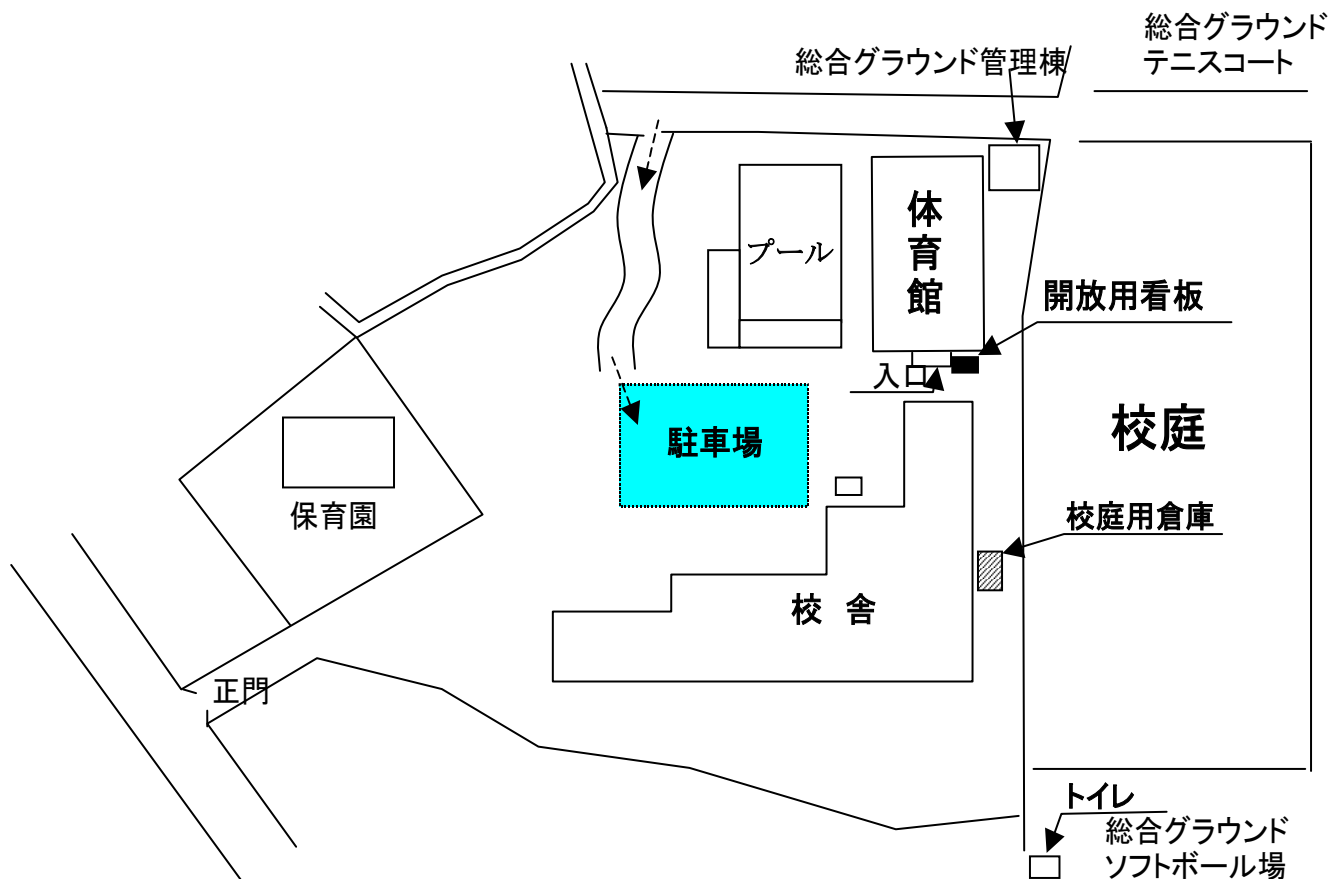 総合グラウンド
テニスコート
総合グラウンド管理棟
体育館
プール
開放用看板
入口
校庭
駐車場
保育園
校庭用倉庫
校 舎
正門
トイレ
総合グラウンド
ソフトボール場